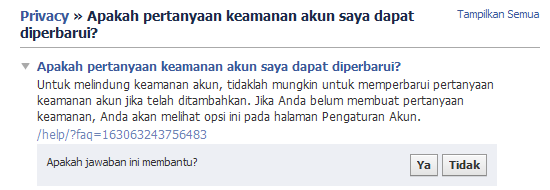 Privacy » Apakah pertanyaan keamanan akun saya dapat diperbarui?
Tampilkan Semua
Apakah pertanyaan keamanan akun saya dapat diperbarui?
Untuk melindung keamanan akun, tidaklah mungkin untuk memperbarui pertanyaan
keamanan akun jika telah ditambahkan. Jika Anda belum membuat pertanyaan
keamanan, Anda akan melihat opsi ini pada halaman Pengaturan Akun.
/help/?faq=163063243756483
Apakah jawaban ini membantu?
Ya
Tidak